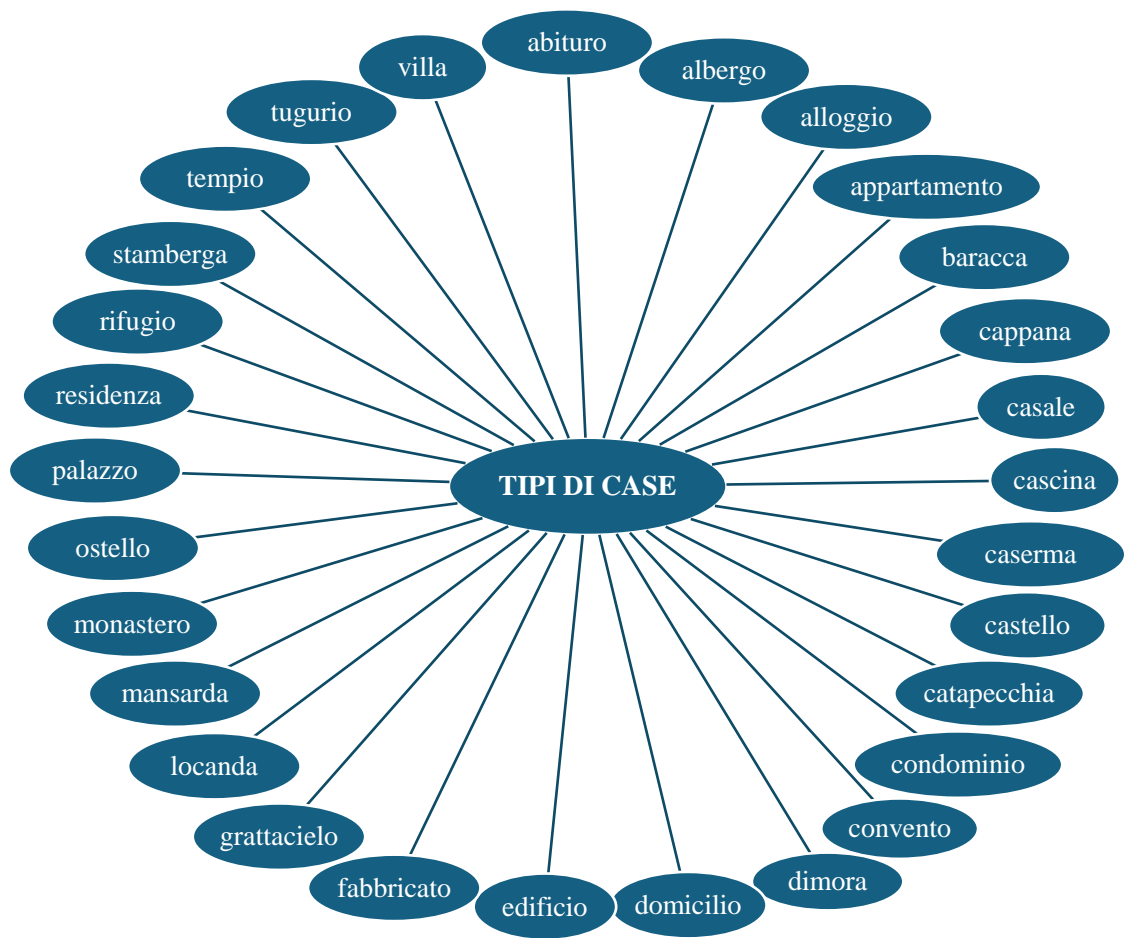 TIPI DI CASE
abituro
albergo
alloggio
appartamento
baracca
cappana
casale
cascina
caserma
castello
catapecchia
condominio
convento
dimora
domicilio
edificio
fabbricato
grattacielo
locanda
mansarda
monastero
ostello
palazzo
residenza
rifugio
stamberga
tempio
tugurio
villa